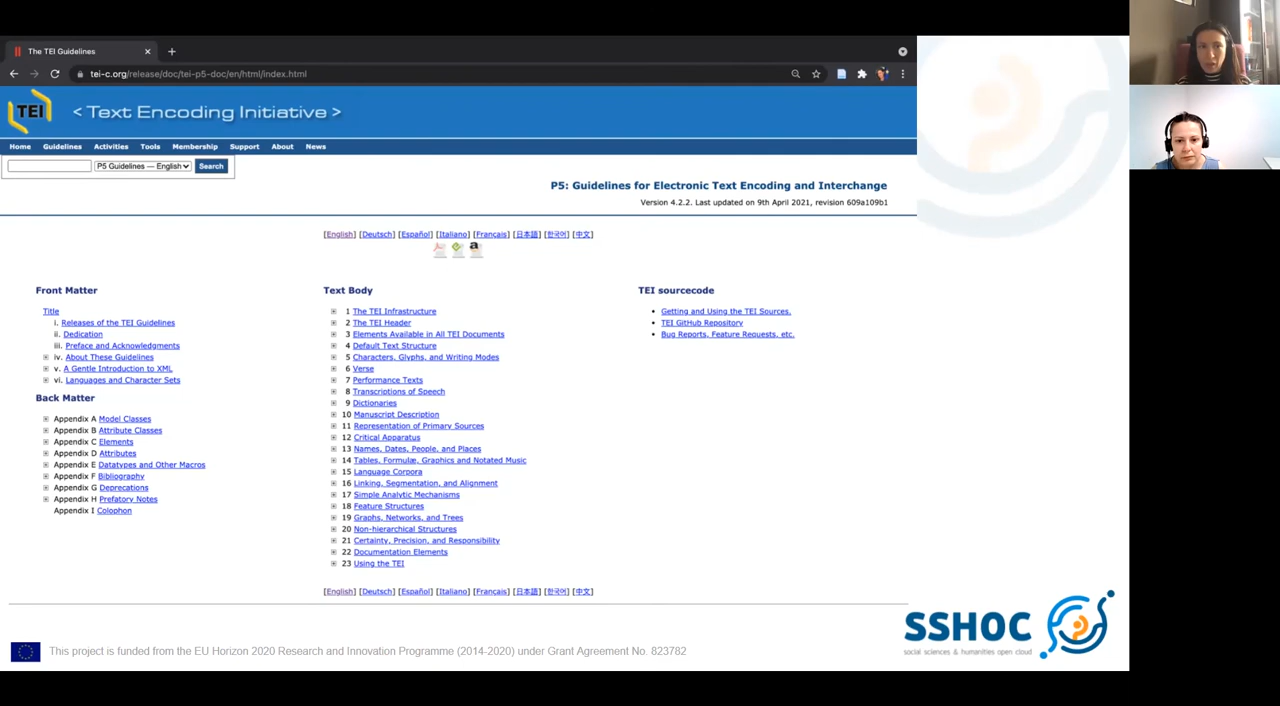 The TEI Guidelines
tei-c.org/release/doc/tei-p5-doc/en/html/index.html
TEI < Text Encoding Initiative >
Home Guidelines Activities Tools Membership Support About News
P5 Guidelines — English Search
P5: Guidelines for Electronic Text Encoding and Interchange
Version 4.2.2. Last updated on 9th April 2021, revision 609a109b1
[English] [Deutsch] [Español] [Italiano] [Français] [日本語] [한국어] [中文]
Front Matter
Title
i. Releases of the TEI Guidelines
ii. Dedication
iii. Preface and Acknowledgments
iv. About These Guidelines
v. A Gentle Introduction to XML
vi. Languages and Character Sets
Back Matter
Appendix A Model Classes
Appendix B Attribute Classes
Appendix C Elements
Appendix D Attributes
Appendix E Datatypes and Other Macros
Appendix F Bibliography
Appendix G Deprecations
Appendix H Prefatory Notes
Appendix I Colophon
Text Body
1 The TEI Infrastructure
2 The TEI Header
3 Elements Available in All TEI Documents
4 Default Text Structure
5 Characters, Glyphs, and Writing Modes
6 Verse
7 Performance Texts
8 Transcriptions of Speech
9 Dictionaries
10 Manuscript Description
11 Representation of Primary Sources
12 Critical Apparatus
13 Names, Dates, People, and Places
14 Tables, Formulæ, Graphics and Notated Music
15 Language Corpora
16 Linking, Segmentation, and Alignment
17 Simple Analytic Mechanisms
18 Feature Structures
19 Graphs, Networks, and Trees
20 Non-hierarchical Structures
21 Certainty, Precision, and Responsibility
22 Documentation Elements
23 Using the TEI
TEI sourcecode
Getting and Using the TEI Sources.
TEI GitHub Repository
Bug Reports, Feature Requests, etc.
[English] [Deutsch] [Español] [Italiano] [Français] [日本語] [한국어] [中文]
SSHOC
social sciences & humanities open cloud
This project is funded from the EU Horizon 2020 Research and Innovation Programme (2014-2020) under Grant Agreement No. 823782